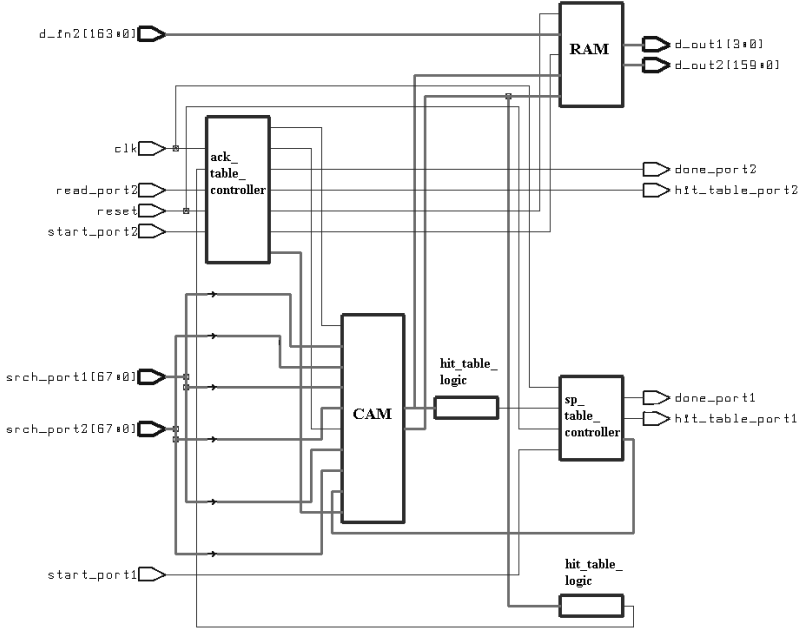 d_in2[163:0]
RAM
d_out1[3:0]
d_out2[159:0]
clk
ack_
table_
controller
done_port2
read_port2
hit_table_port2
reset
start_port2
srch_port1[67:0]
hit_table_
logic
sp_
table_
controller
done_port1
CAM
hit_table_port1
srch_port2[67:0]
start_port1
hit_table_
logic